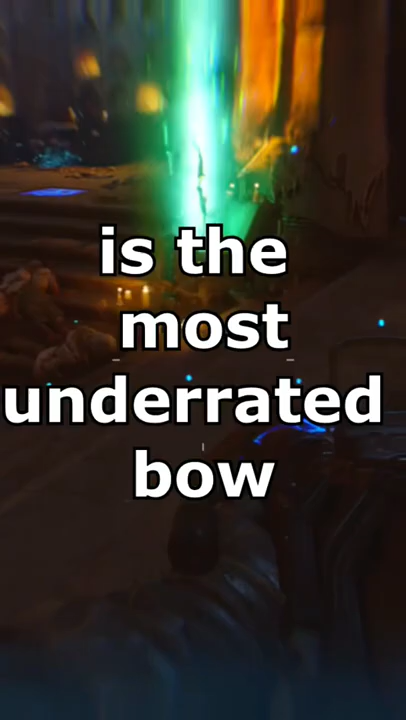 is the
most
underrated
bow